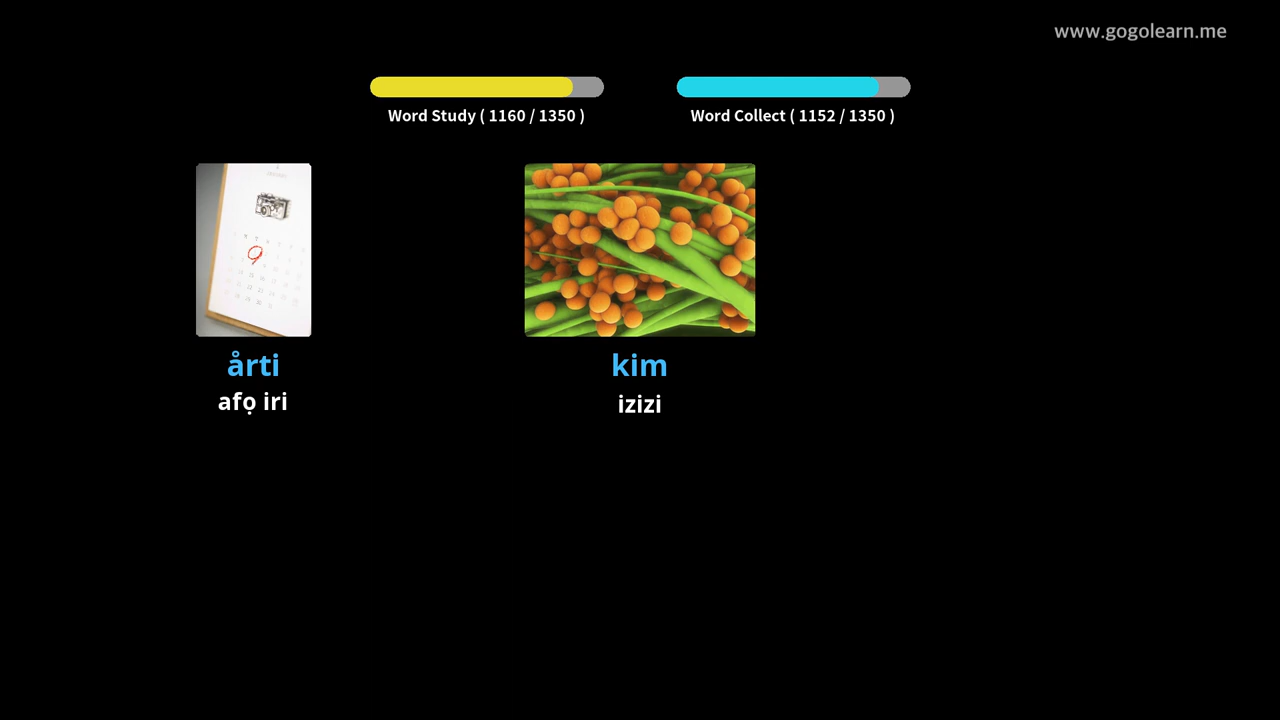 www.gogolearn.me
Word Study ( 1160 / 1350 )
Word Collect ( 1152 / 1350 )
årti
kim
afọ iri
izizi